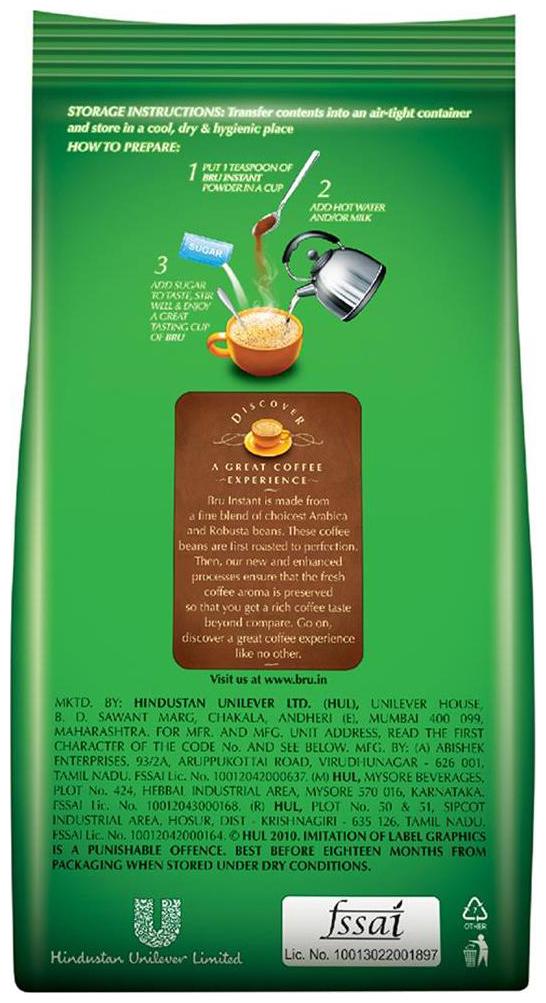 STORAGE INSTRUCTIONS: Transfer contents into an air-tight container
and store in a cool, dry & hygienic place
HOW TO PREPARE:
1 PUT 1 TEASPOON OF
BRU INSTANT
POWDER IN A CUP
2
ADD HOT WATER
AND/OR MILK
SUGAR
3
ADD SUGAR
TO TASTE, STIR
WELL & ENJOY
A GREAT
TASTING CUP
OF BRU
DISCOVER
A GREAT COFFEE
EXPERIENCE
Bru Instant is made from
a fine blend of choicest Arabica
and Robusta beans. These coffee
beans are first roasted to perfection.
Then, our new and enhanced
processes ensure that the fresh
coffee aroma is preserved
so that you get a rich coffee taste
beyond compare. Go on,
discover a great coffee experience
like no other.
Visit us at www.bru.in
MKTD. BY: HINDUSTAN UNILEVER LTD. (HUL), UNILEVER HOUSE,
B. D. SAWANT MARG, CHAKALA, ANDHERI (E), MUMBAI 400 099,
MAHARASHTRA. FOR MFR. AND MFG. UNIT ADDRESS, READ THE FIRST
CHARACTER OF THE CODE No. AND SEE BELOW. MFG. BY: (A) ABISHEK
ENTERPRISES, 93/2A, ARUPPUKOTTAI ROAD, VIRUDHUNAGAR - 626 001,
TAMIL NADU. FSSAI Lic. No. 10012042000637. (M) HUL, MYSORE BEVERAGES,
PLOT No. 424, HEBBAL INDUSTRIAL AREA, MYSORE 570 016, KARNATAKA.
FSSAI Lic. No. 10012043000168. (R) HUL, PLOT No. 50 & 51, SIPCOT
INDUSTRIAL AREA, HOSUR, DIST - KRISHNAGIRI - 635 126, TAMIL NADU.
FSSAI Lic. No. 10012042000164. © HUL 2010. IMITATION OF LABEL GRAPHICS
IS A PUNISHABLE OFFENCE. BEST BEFORE EIGHTEEN MONTHS FROM
PACKAGING WHEN STORED UNDER DRY CONDITIONS.
Hindustan Unilever Limited
fssai
Lic. No. 10013022001897
7
OTHER